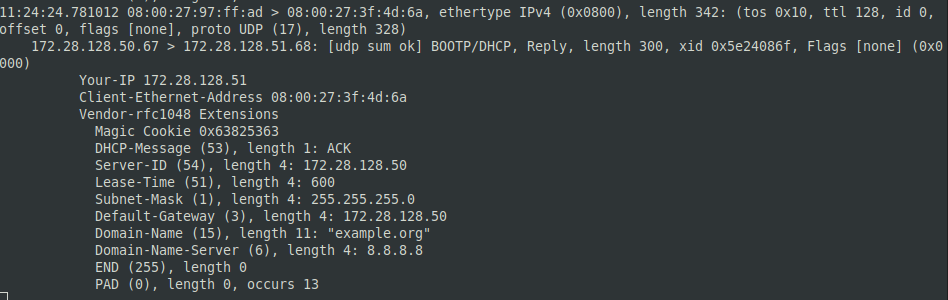 11:24:24.781012 08:00:27:97:ff:ad > 08:00:27:3f:4d:6a, ethertype IPv4 (0x0800), length 342: (tos 0x10, ttl 128, id 0,
offset 0, flags [none], proto UDP (17), length 328)
172.28.128.50.67 > 172.28.128.51.68: [udp sum ok] BOOTP/DHCP, Reply, length 300, xid 0x5e24086f, Flags [none] (0x0
000)
Your-IP 172.28.128.51
Client-Ethernet-Address 08:00:27:3f:4d:6a
Vendor-rfc1048 Extensions
Magic Cookie 0x63825363
DHCP-Message (53), length 1: ACK
Server-ID (54), length 4: 172.28.128.50
Lease-Time (51), length 4: 600
Subnet-Mask (1), length 4: 255.255.255.0
Default-Gateway (3), length 4: 172.28.128.50
Domain-Name (15), length 11: "example.org"
Domain-Name-Server (6), length 4: 8.8.8.8
END (255), length 0
PAD (0), length 0, occurs 13